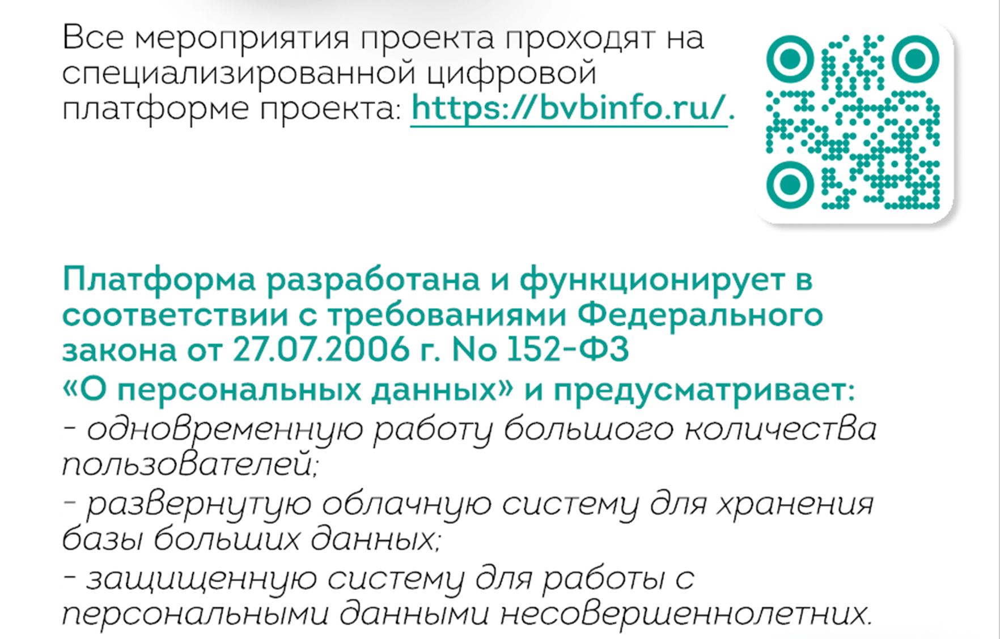 Все мероприятия проекта проходят на
специализированной цифровой
платформе проекта: https://bvbinfo.ru/.
Платформа разработана и функционирует в
соответствии с требованиями Федерального
закона от 27.07.2006 г. No 152-ФЗ
«О персональных данных» и предусматривает:
- одновременную работу большого количества
пользователей;
- развернутую облачную систему для хранения
базы больших данных;
- защищенную систему для работы с
персональными данными несовершеннолетних.